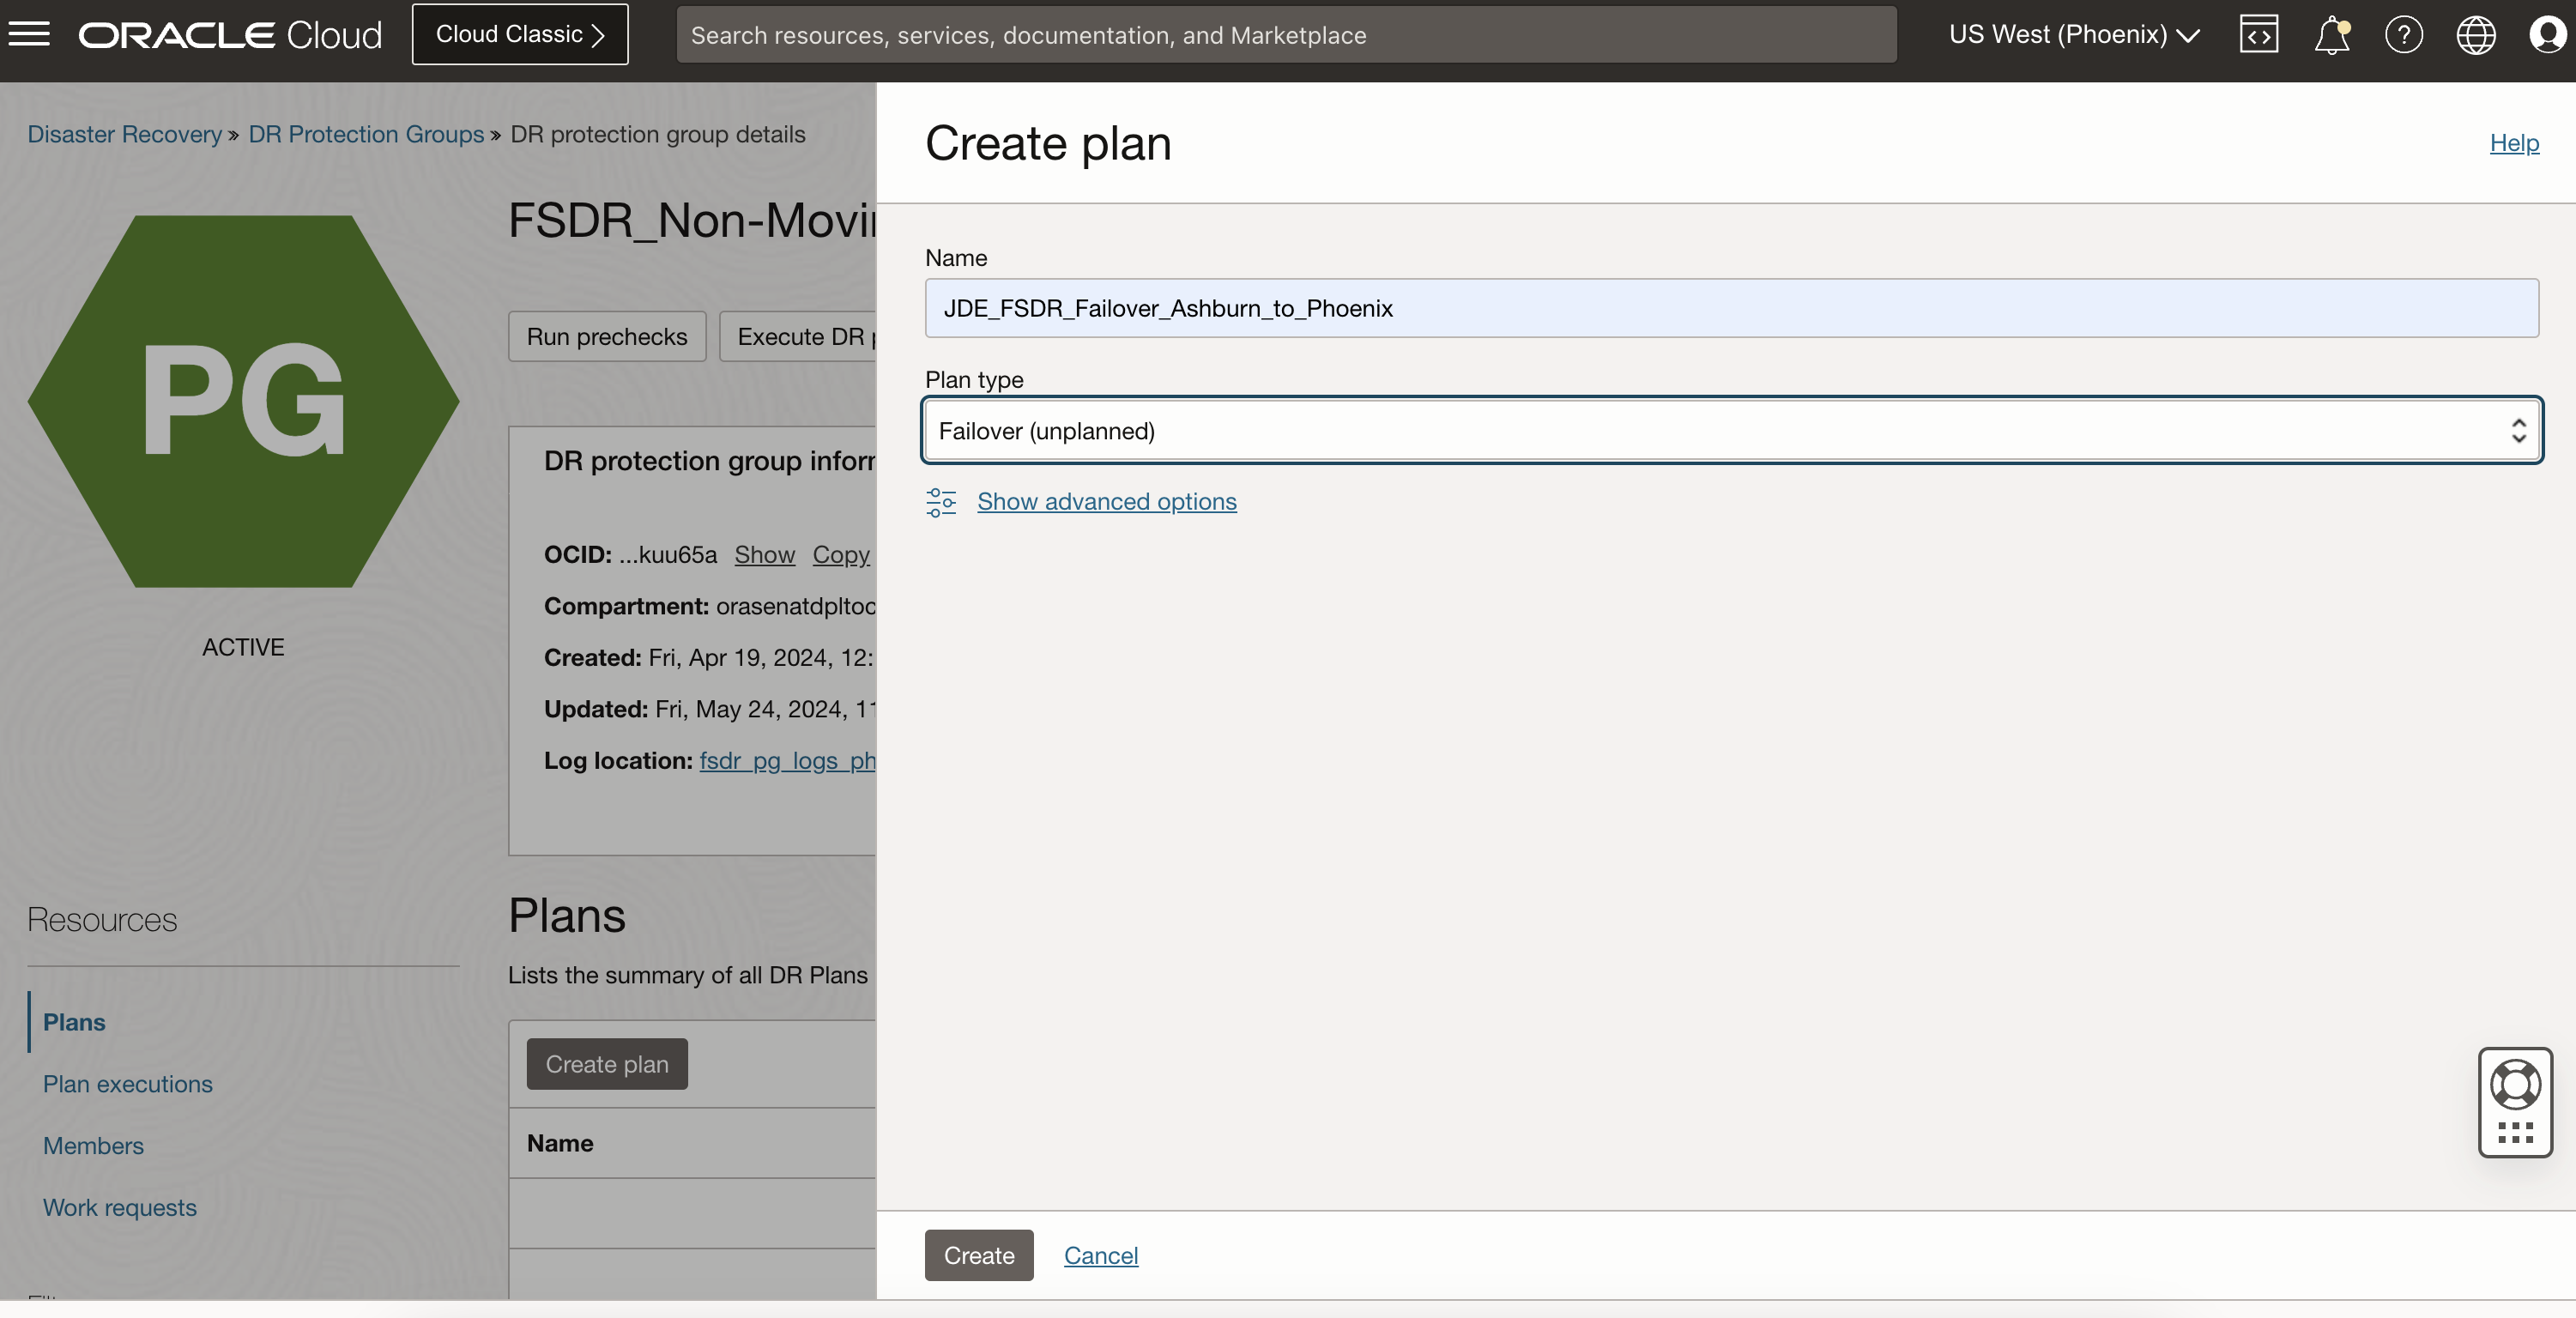 ORACLE Cloud
Cloud Classic
Search resources, services, documentation, and Marketplace
US West (Phoenix)
Disaster Recovery » DR Protection Groups » DR protection group details
PG
ACTIVE
FSDR_Non-Movi
Run prechecks
Execute DR
DR protection group infor
OCID: ...kuu65a Show Copy
Compartment: orasenatdpltoc
Created: Fri, Apr 19, 2024, 12:
Updated: Fri, May 24, 2024, 11
Log location: fsdr_pg_logs_ph
Resources
Plans
Plan executions
Members
Work requests
Plans
Lists the summary of all DR Plans
Create plan
Name
Create plan
Help
Name
JDE_FSDR_Failover_Ashburn_to_Phoenix
Plan type
Failover (unplanned)
Show advanced options
Create
Cancel